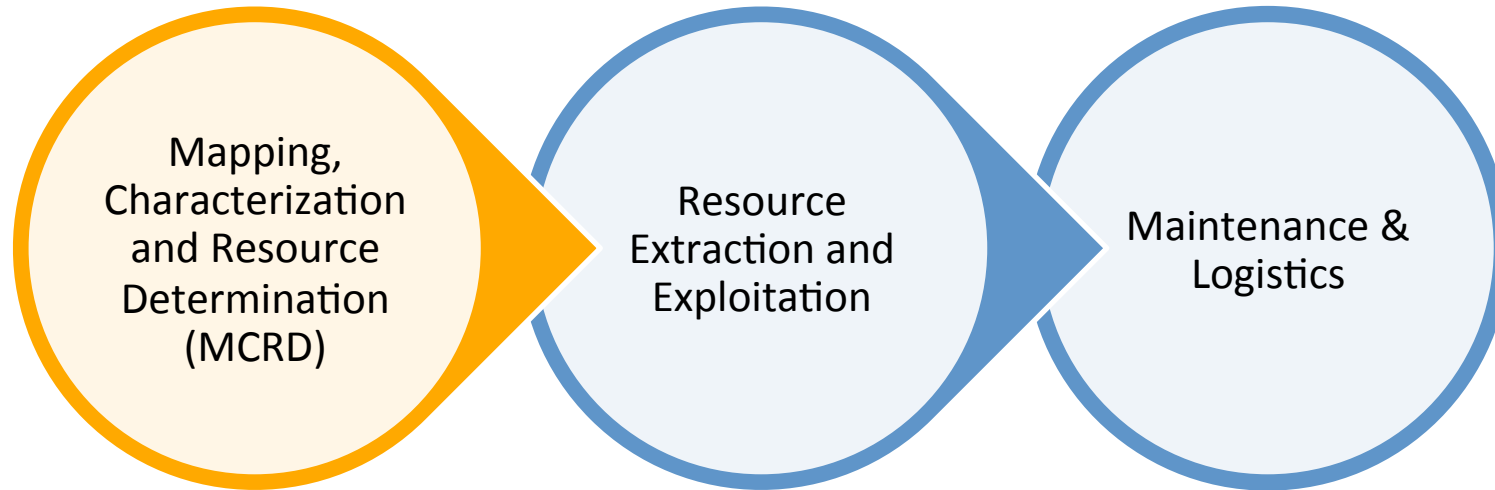 Mapping,
Characterization
and Resource
Determination
(MCRD)
Resource
Extraction and
Exploitation
Maintenance &
Logistics